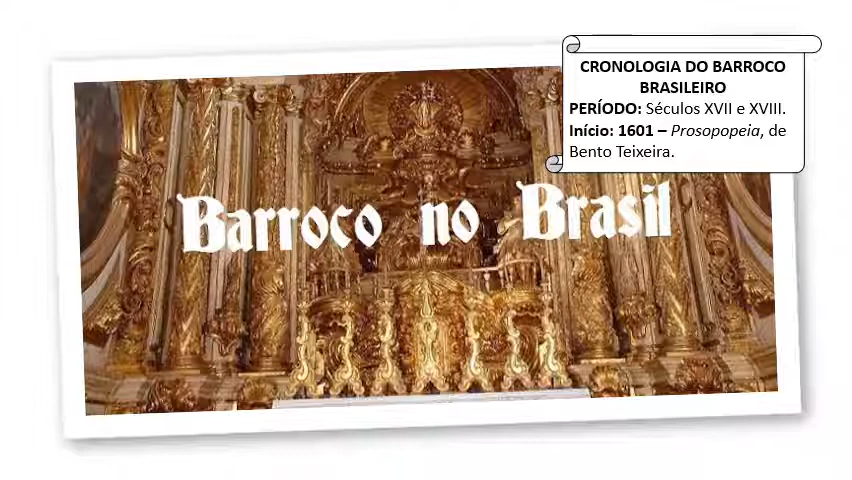 CRONOLOGIA DO BARROCO
BRASILEIRO
PERÍODO: Séculos XVII e XVIII.
Início: 1601 – Prosopopeia, de
Bento Teixeira.
Barroco no Brasil